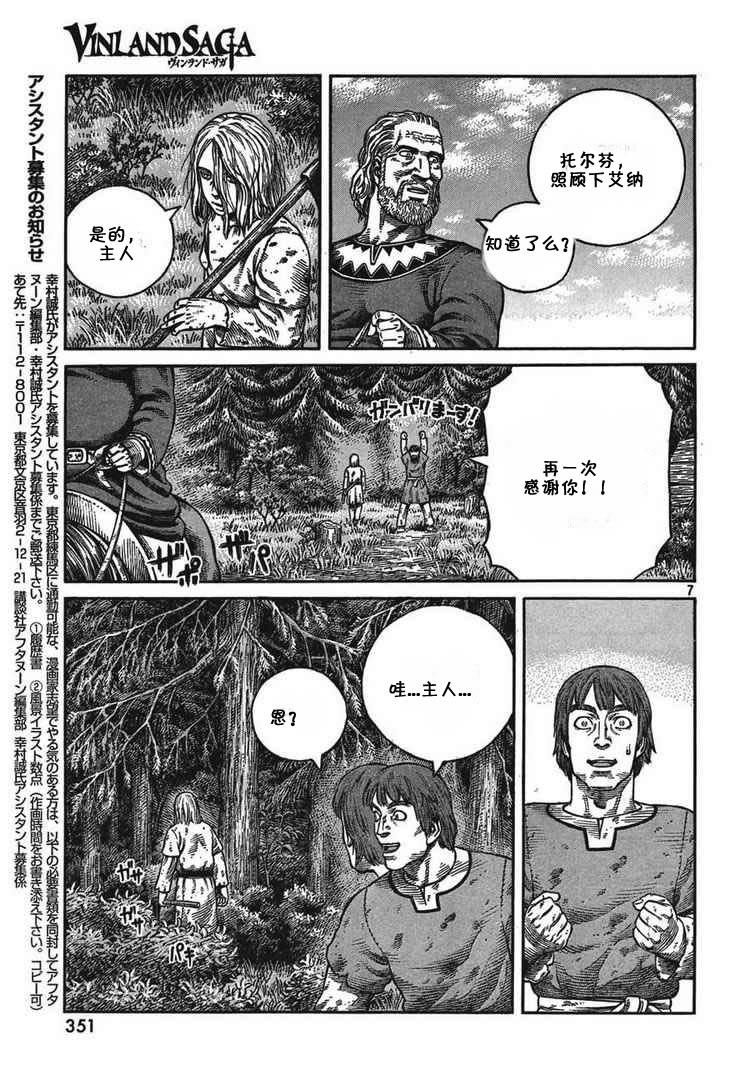 VINLAND SAGA
ヴィンランド・サガ
托尔芬,
照顾下艾纳
知道了么?
是的,
主人
再一次
感谢你!!
ガンバりまーす!
ザ
ザ
パ
7
哇...主人...
恩?
パキ
アシスタント募集のお知らせ
幸村誠氏がアシスタントを募集しています。東京都練馬区に通勤可能な、漫画家志望でやる気のある方は、以下の必要書類を同封してアフタ
ヌーン編集部・幸村誠氏アシスタント募集係までご郵送下さい。 ①履歴書 ②風景イラスト数点(作画時間をお書き添え下さい。コピー可)
あて先:〒112-8001 東京都文京区音羽2-12-21 講談社アフタヌーン編集部 幸村誠氏アシスタント募集係
351